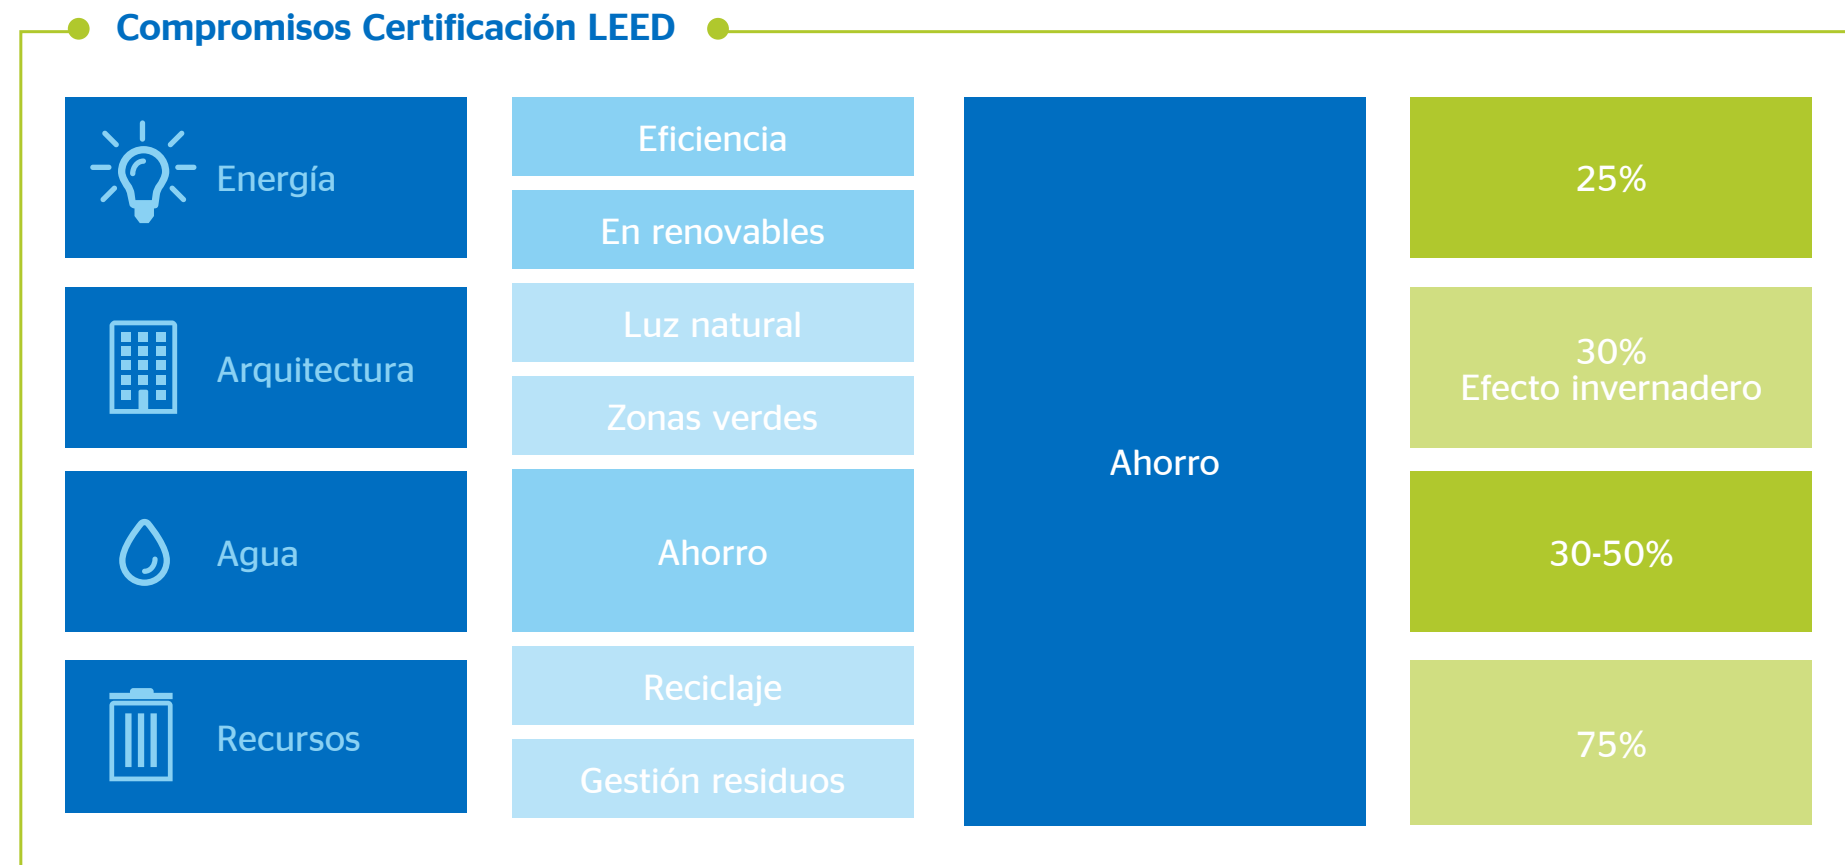 Compromisos Certificación LEED
Energía
Eficiencia
En renovables
25%
Arquitectura
Luz natural
Zonas verdes
30%
Efecto invernadero
Ahorro
Agua
Ahorro
30-50%
Recursos
Reciclaje
Gestión residuos
75%